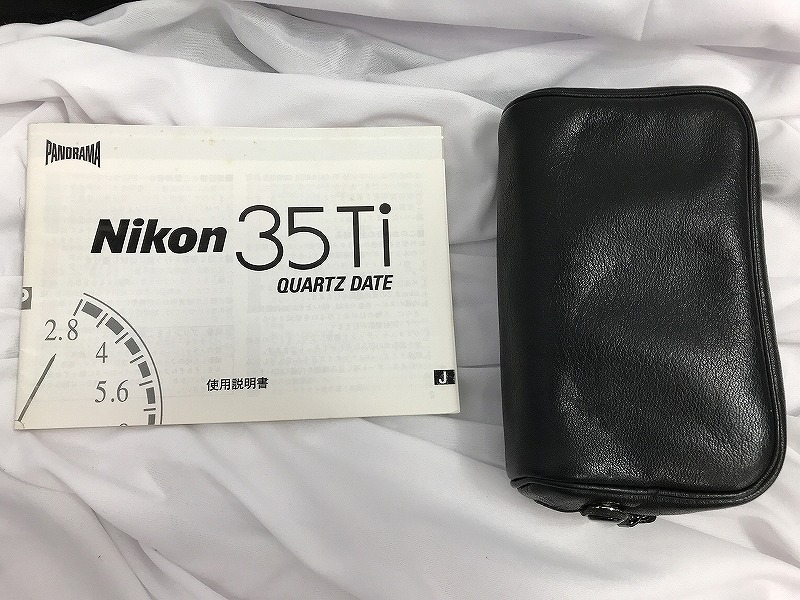 PANORAMA
Nikon 35Ti
QUARTZ DATE
2.8
4
5.6
使用説明書
J